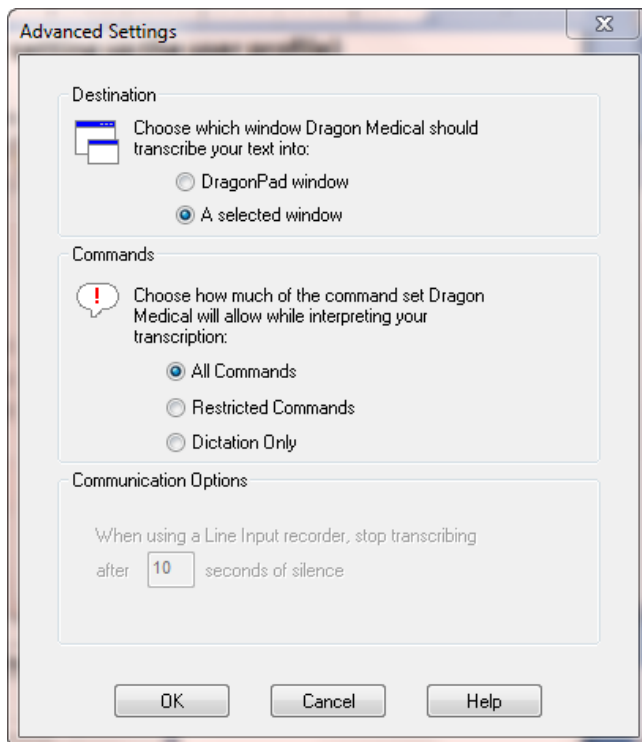 Advanced Settings
Destination
Choose which window Dragon Medical should
transcribe your text into:
DragonPad window
A selected window
Commands
Choose how much of the command set Dragon
Medical will allow while interpreting your
transcription:
All Commands
Restricted Commands
Dictation Only
Communication Options
When using a Line Input recorder, stop transcribing
after 10 seconds of silence
OK Cancel Help